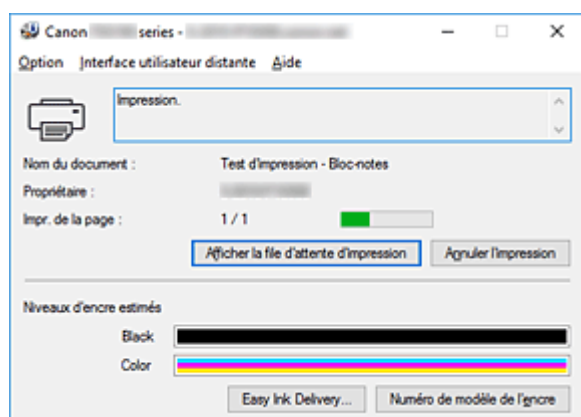 Canon series -
Option Interface utilisateur distante Aide
Impression.
Nom du document : Test d'impression - Bloc-notes
Propriétaire :
Impr. de la page : 1 / 1
Afficher la file d'attente d'impression Annuler l'impression
Niveaux d'encre estimés
Black
Color
Easy Ink Delivery... Numéro de modèle de l'encre